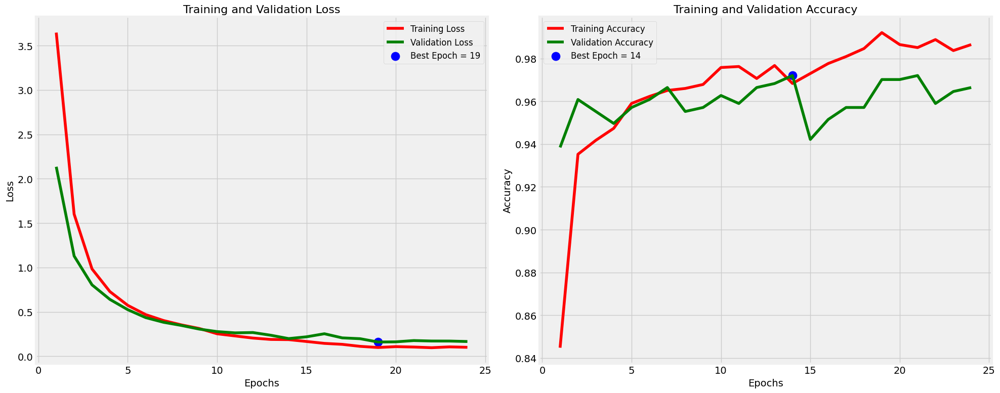 Training and Validation Loss
Training Loss
Validation Loss
Best Epoch = 19
3.5
3.0
2.5
2.0
1.5
1.0
0.5
0.0
Loss
0
5
10
15
20
25
Epochs
Training and Validation Accuracy
Training Accuracy
Validation Accuracy
Best Epoch = 14
0.98
0.96
0.94
0.92
0.90
0.88
0.86
0.84
Accuracy
0
5
10
15
20
25
Epochs